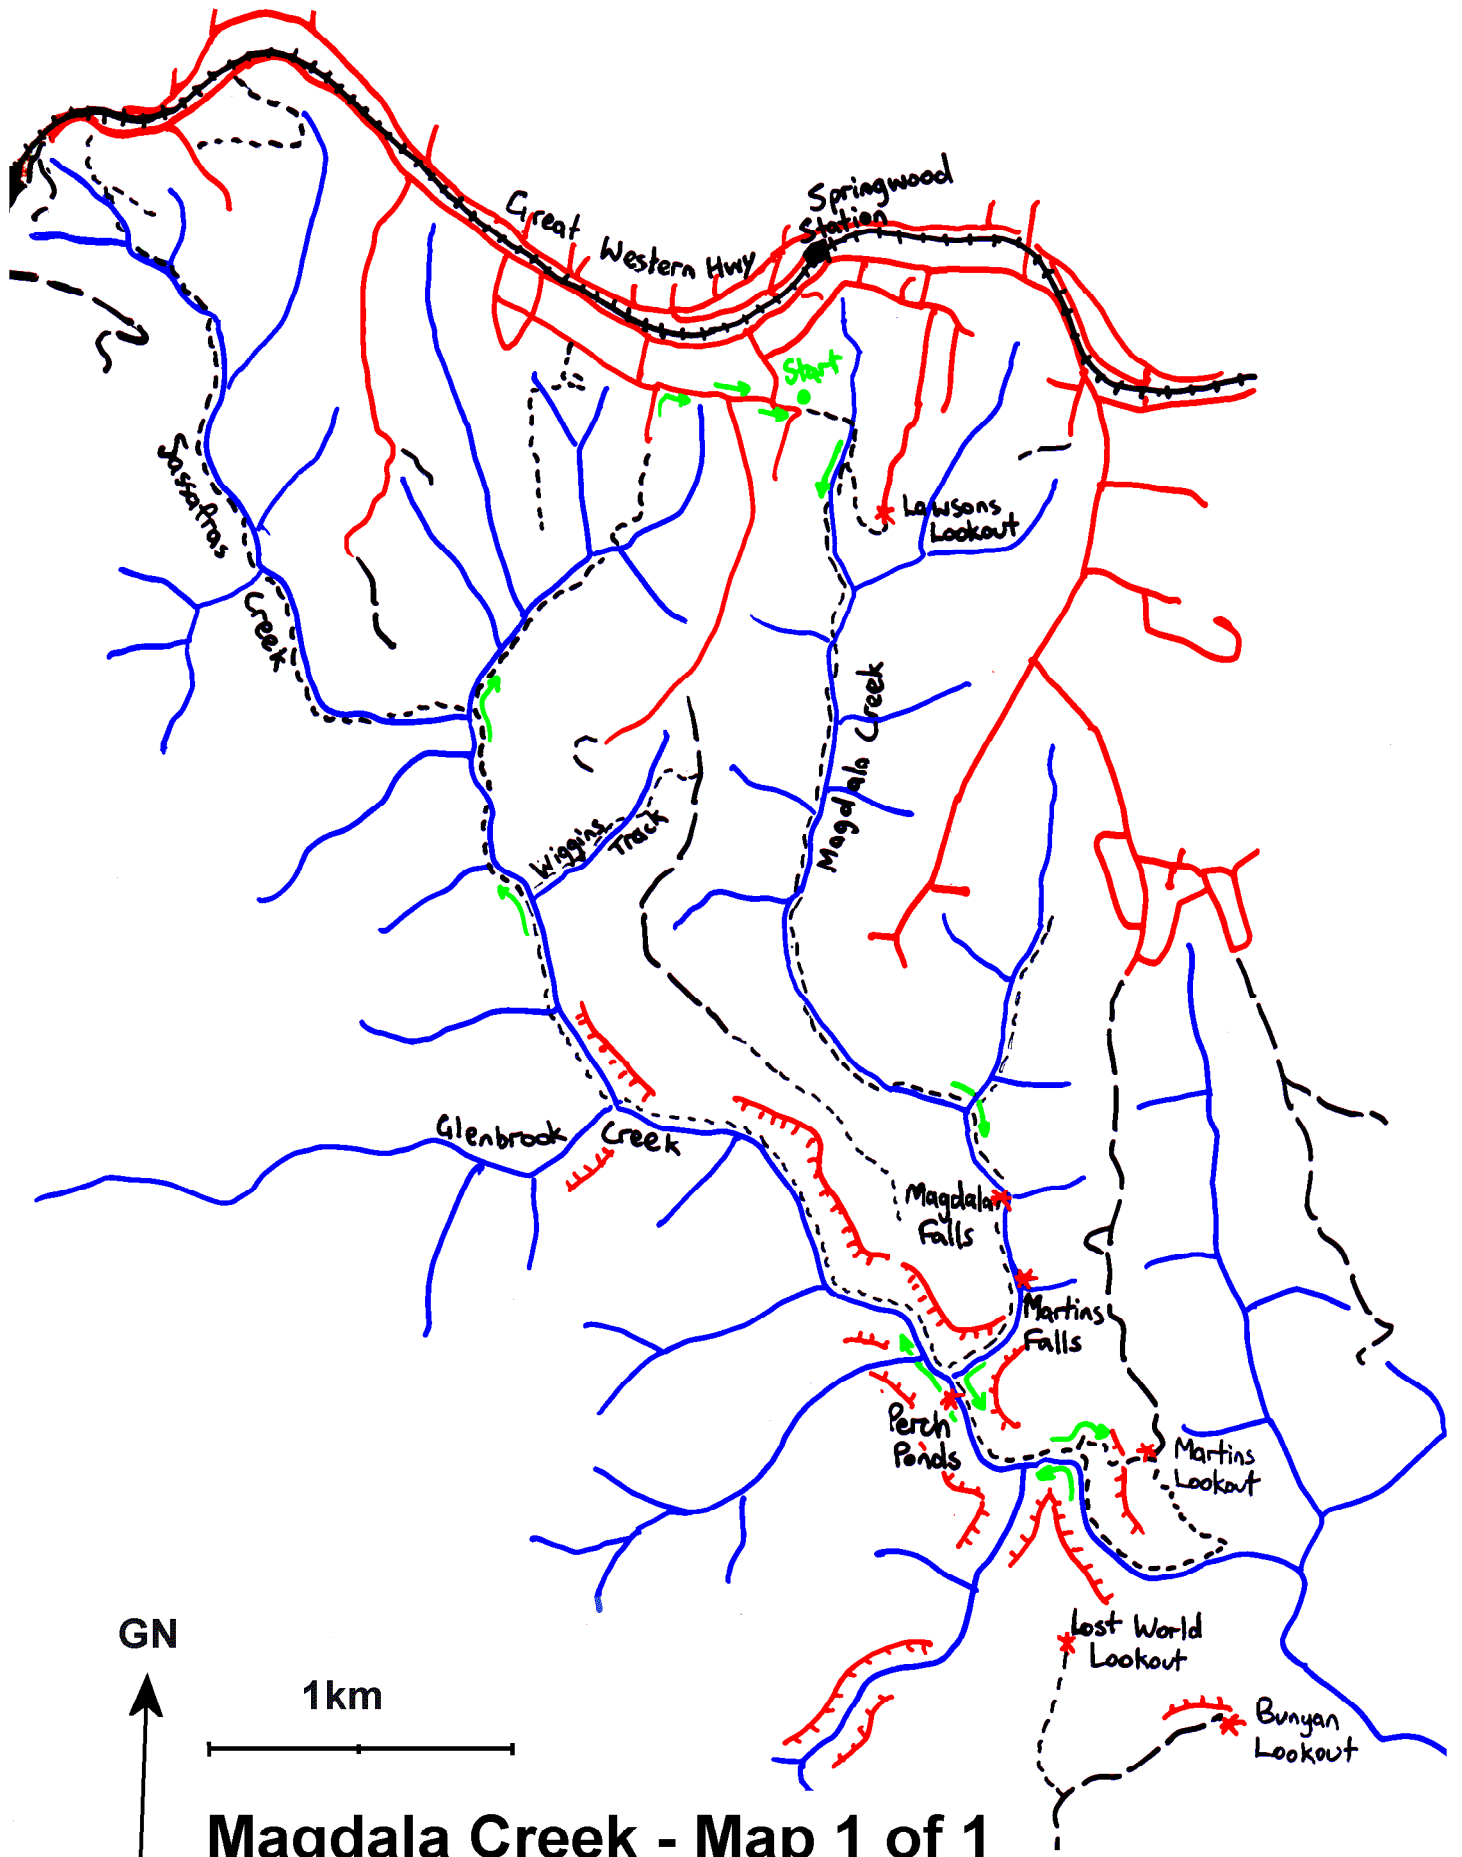 Springwood
Station
Great
Western Hwy
Start
Sassafras
Creek
Lawsons
Lookout
Magdala Creek
Wiggins
Track
Glenbrook
Creek
Magdala
Falls
Martins
Falls
Perch
Ponds
Martins
Lookout
Lost World
Lookout
Bunyan
Lookout
GN
1km
Magdala Creek - Map 1 of 1